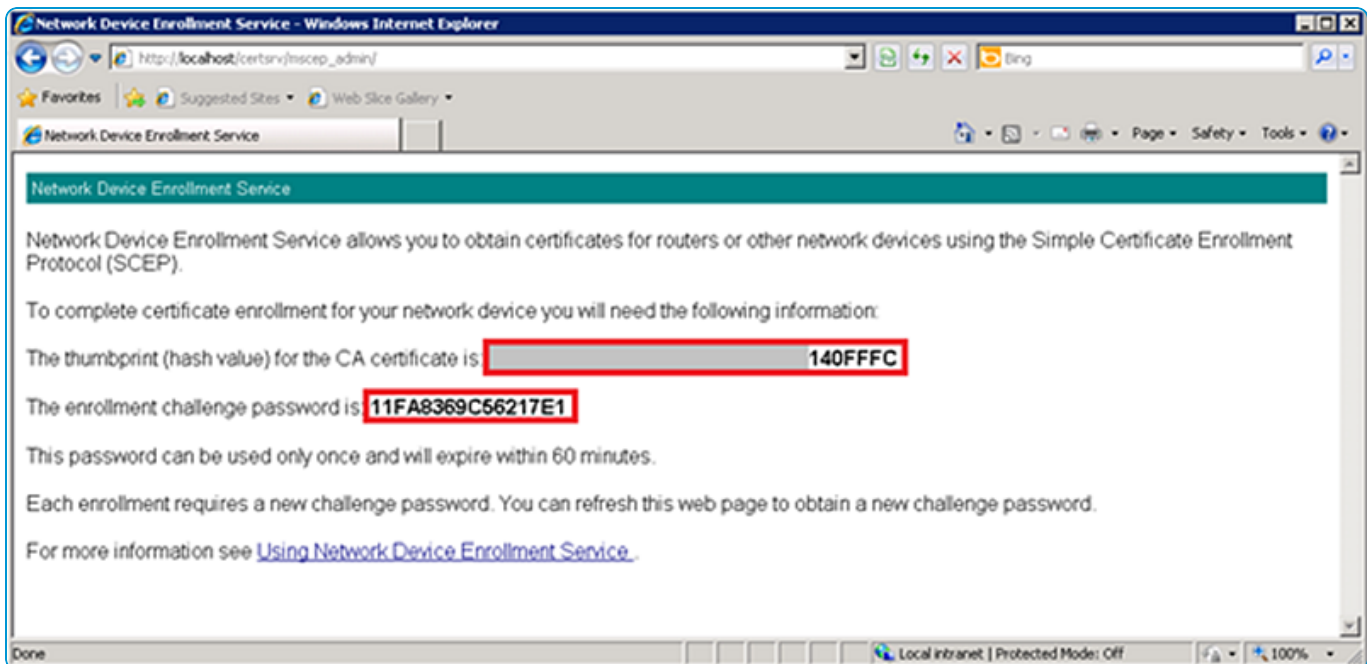 Network Device Enrollment Service - Windows Internet Explorer
http://localhost/certsrv/mscep_admin/
Bing
Favorites
Suggested Sites
Web Slice Gallery
Network Device Enrollment Service
Page
Safety
Tools
Network Device Enrollment Service
Network Device Enrollment Service allows you to obtain certificates for routers or other network devices using the Simple Certificate Enrollment
Protocol (SCEP).
To complete certificate enrollment for your network device you will need the following information:
The thumbprint (hash value) for the CA certificate is: 140FFFC
The enrollment challenge password is: 11FA8369C56217E1
This password can be used only once and will expire within 60 minutes.
Each enrollment requires a new challenge password. You can refresh this web page to obtain a new challenge password.
For more information see Using Network Device Enrollment Service .
Done
Local intranet | Protected Mode: Off
100%